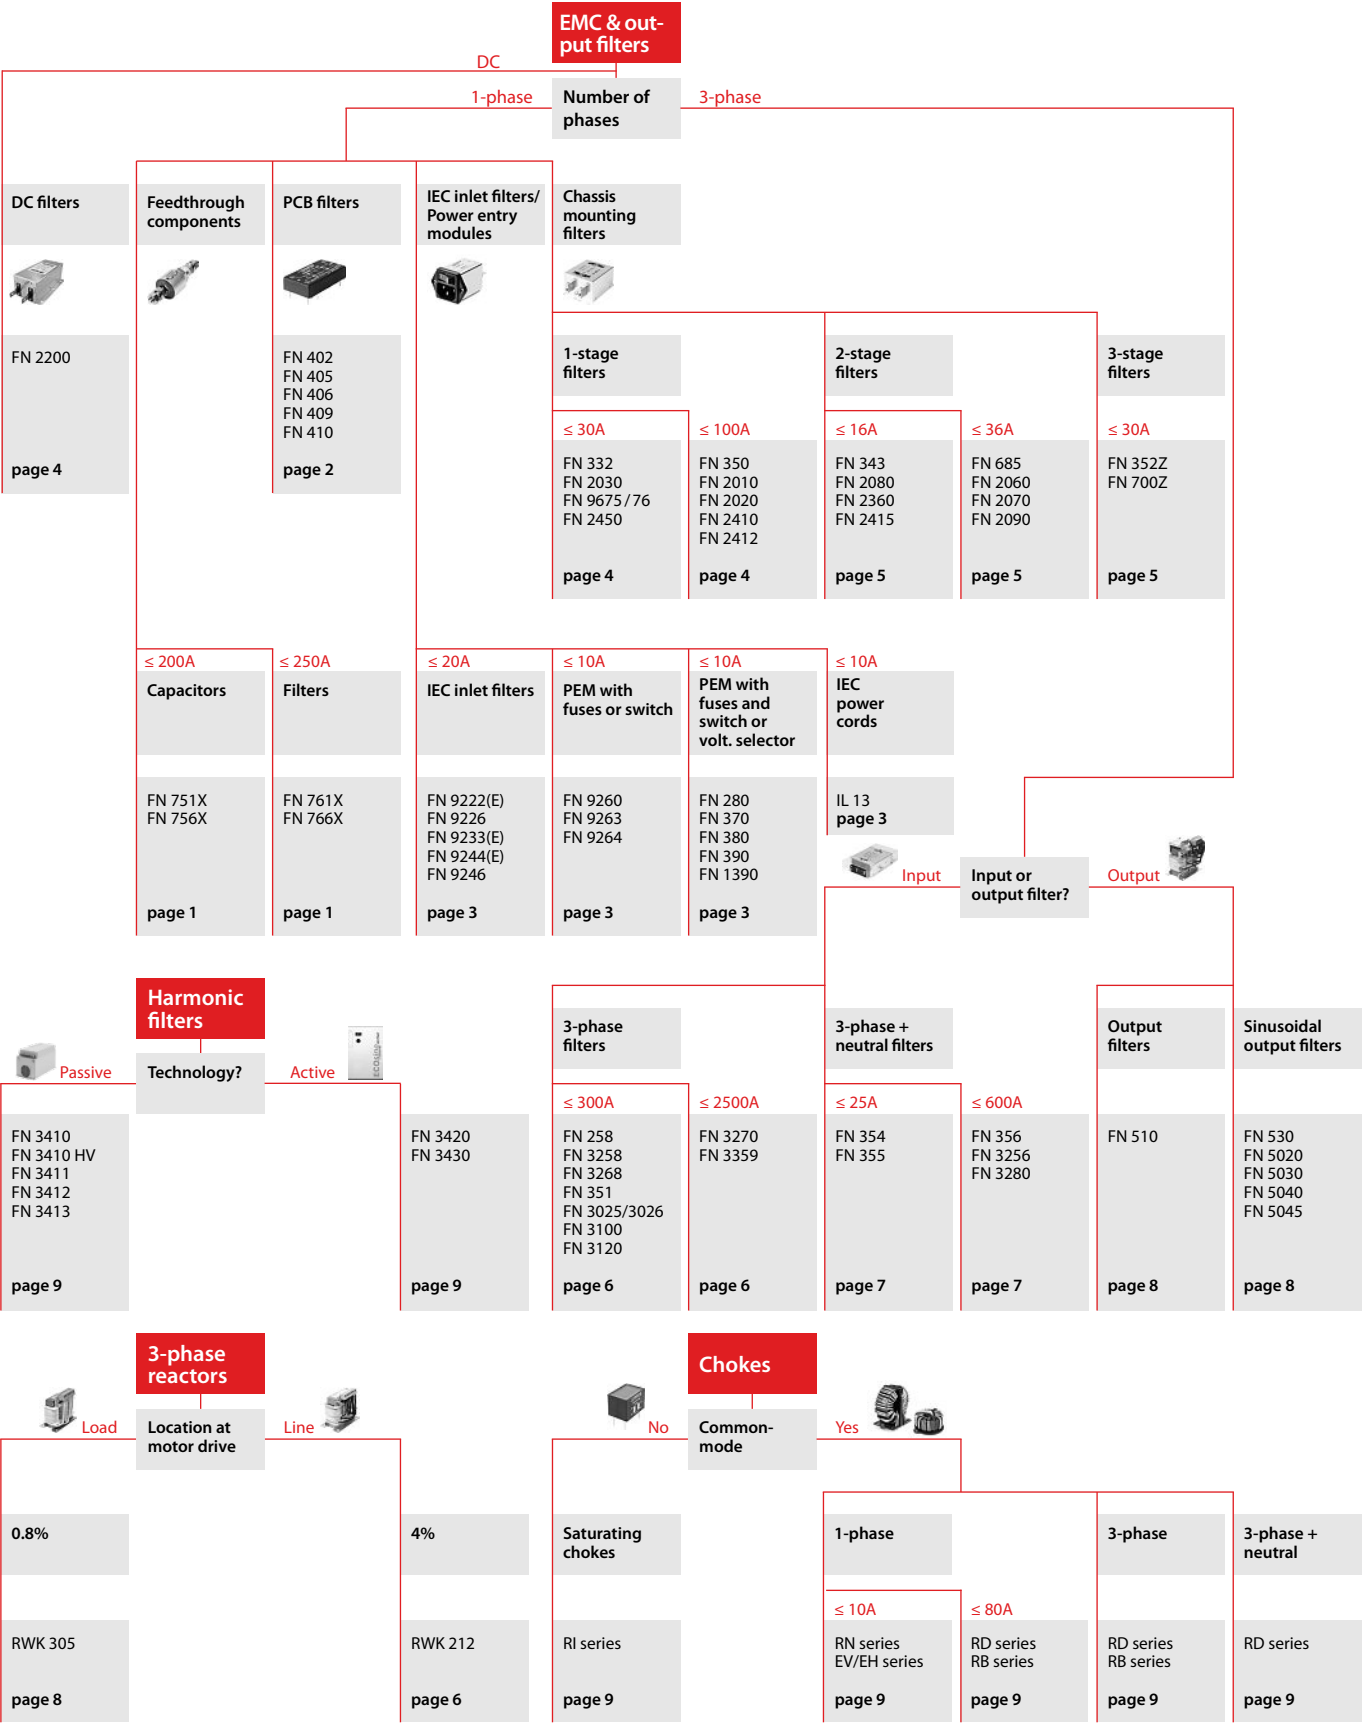 EMC & out-
put filters
DC
1-phase
Number of
phases
3-phase
DC filters
Feedthrough
components
PCB filters
IEC inlet filters/
Power entry
modules
Chassis
mounting
filters
FN 2200
page 4
FN 402
FN 405
FN 406
FN 409
FN 410
page 2
1-stage
filters
2-stage
filters
3-stage
filters
≤ 30A
FN 332
FN 2030
FN 9675/76
FN 2450
page 4
≤ 100A
FN 350
FN 2010
FN 2020
FN 2410
FN 2412
page 4
≤ 16A
FN 343
FN 2080
FN 2360
FN 2415
page 5
≤ 36A
FN 685
FN 2060
FN 2070
FN 2090
page 5
≤ 30A
FN 352Z
FN 700Z
page 5
≤ 200A
Capacitors
FN 751X
FN 756X
page 1
≤ 250A
Filters
FN 761X
FN 766X
page 1
≤ 20A
IEC inlet filters
FN 9222(E)
FN 9226
FN 9233(E)
FN 9244(E)
FN 9246
page 3
≤ 10A
PEM with
fuses or switch
FN 9260
FN 9263
FN 9264
page 3
≤ 10A
PEM with
fuses and
switch or
volt. selector
FN 280
FN 370
FN 380
FN 390
FN 1390
page 3
≤ 10A
IEC
power
cords
IL 13
page 3
Input
Input or
output filter?
Output
3-phase
filters
3-phase +
neutral filters
Output
filters
Sinusoidal
output filters
≤ 300A
FN 258
FN 3258
FN 3268
FN 351
FN 3025/3026
FN 3100
FN 3120
page 6
≤ 2500A
FN 3270
FN 3359
page 6
≤ 25A
FN 354
FN 355
page 7
≤ 600A
FN 356
FN 3256
FN 3280
page 7
FN 510
page 8
FN 530
FN 5020
FN 5030
FN 5040
FN 5045
page 8
Harmonic
filters
Passive
Technology?
Active
ECOsine
FN 3410
FN 3410 HV
FN 3411
FN 3412
FN 3413
page 9
FN 3420
FN 3430
page 9
3-phase
reactors
Load
Location at
motor drive
Line
0.8%
4%
RWK 305
page 8
RWK 212
page 6
Chokes
No
Common-
mode
Yes
Saturating
chokes
1-phase
3-phase
3-phase +
neutral
RI series
page 9
≤ 10A
RN series
EV/EH series
page 9
≤ 80A
RD series
RB series
page 9
RD series
RB series
page 9
RD series
page 9